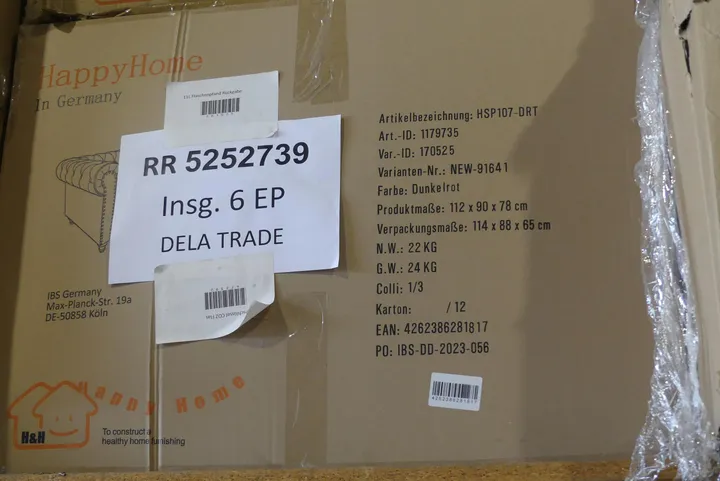 HappyHome
In Germany
RR 5252739
Insg. 6 EP
DELA TRADE
IBS Germany
Max-Planck-Str. 19a
DE-50858 Köln
Happy Home
H&H
To construct a
healthy home furnishing
Artikelbezeichnung: HSP107-DRT
Art.-ID: 1179735
Var.-ID: 170525
Varianten-Nr.: NEW-91641
Farbe: Dunkelrot
Produktmaße: 112 x 90 x 78 cm
Verpackungsmaße: 114 x 88 x 65 cm
N.W.: 22 KG
G.W.: 24 KG
Colli: 1/3
Karton: / 12
EAN: 4262386281817
PO: IBS-DD-2023-056
4262386281817